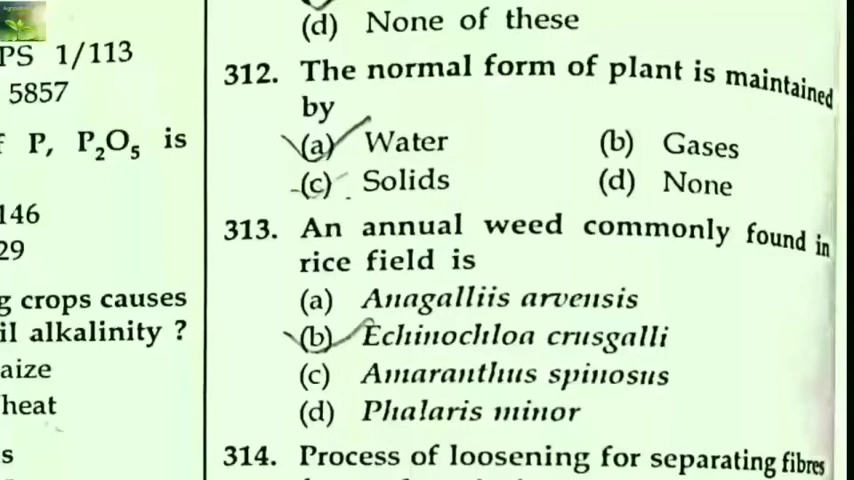 PS 1/113
5857
P, P₂O₅ is
146
29
g crops causes
il alkalinity ?
aize
heat
s
(d) None of these
312. The normal form of plant is maintained
by
(a) Water (b) Gases
(c) Solids (d) None
313. An annual weed commonly found in
rice field is
(a) Anagalliis arvensis
(b) Echinochloa crusgalli
(c) Amaranthus spinosus
(d) Phalaris minor
314. Process of loosening for separating fibres